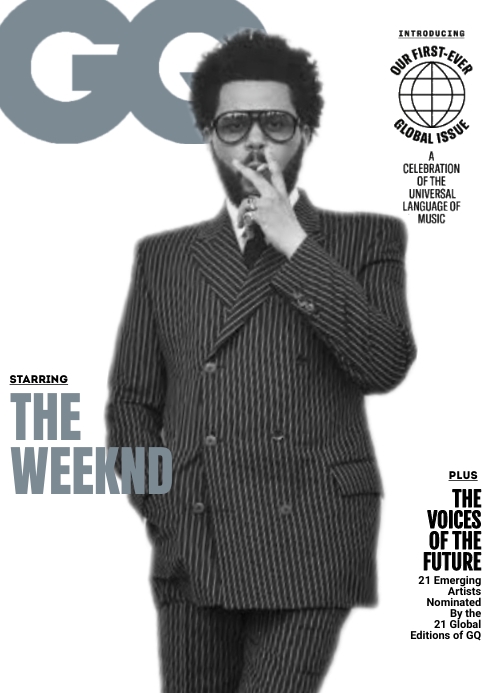 GQ
INTRODUCING
OUR FIRST-EVER
GLOBAL ISSUE
A
CELEBRATION
OF THE
UNIVERSAL
LANGUAGE OF
MUSIC
STARRING
THE
WEEKND
PLUS
THE
VOICES
OF THE
FUTURE
21 Emerging
Artists
Nominated
By the
21 Global
Editions of GQ